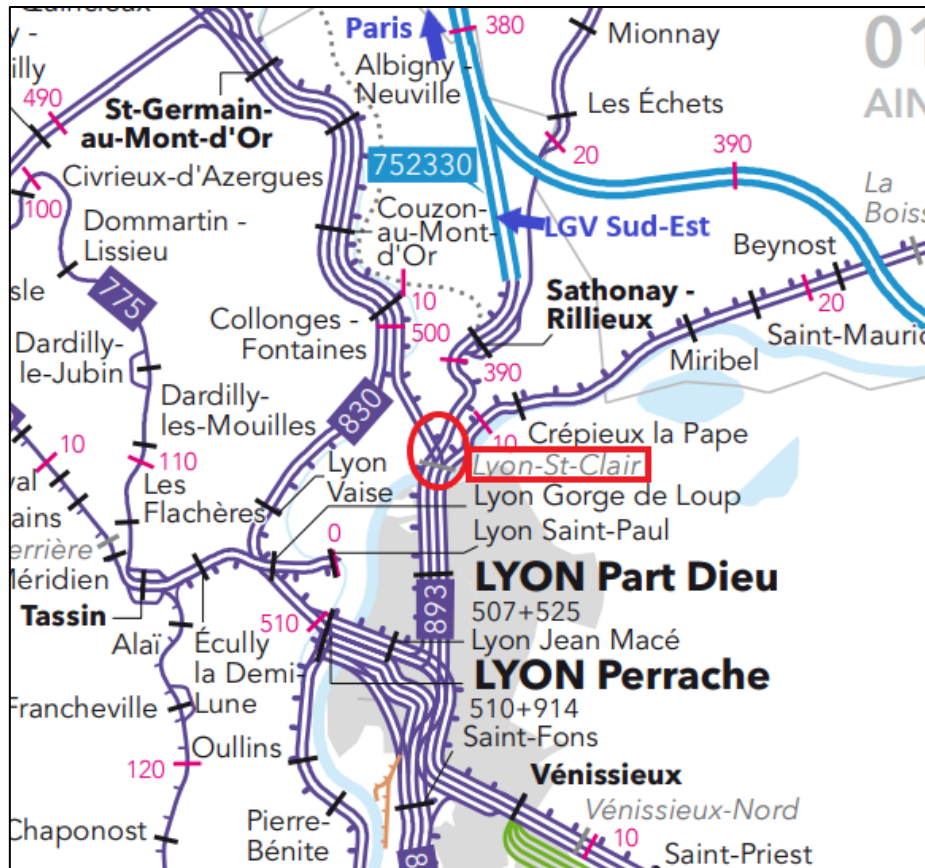 Quincieux
Paris
380
Mionnay
01
AIN
Albigny -
Neuville
490
Les Échets
St-Germain-
au-Mont-d'Or
20
390
752330
Civrieux-d'Azergues
100
La
Boiss
Couzon-
au-Mont-
d'Or
LGV Sud-Est
Dommartin -
Lissieu
Beynost
775
10
500
Sathonay -
Rillieux
20
Collonges -
Fontaines
Saint-Mauric
Dardilly-
le-Jubin
390
Miribel
830
Dardilly-
les-Mouilles
10
Crépieux la Pape
10
110
Lyon-St-Clair
Lyon
Vaise
Les
Flachères
Lyon Gorge de Loup
0
Lyon Saint-Paul
Méridien
LYON Part Dieu
507+525
893
Tassin
510
Alaï
Écully
la Demi-
Lune
Lyon Jean Macé
LYON Perrache
510+914
Francheville
Saint-Fons
Oullins
120
Vénissieux
Vénissieux-Nord
Chaponost
Pierre-
Bénite
10
Saint-Priest
8